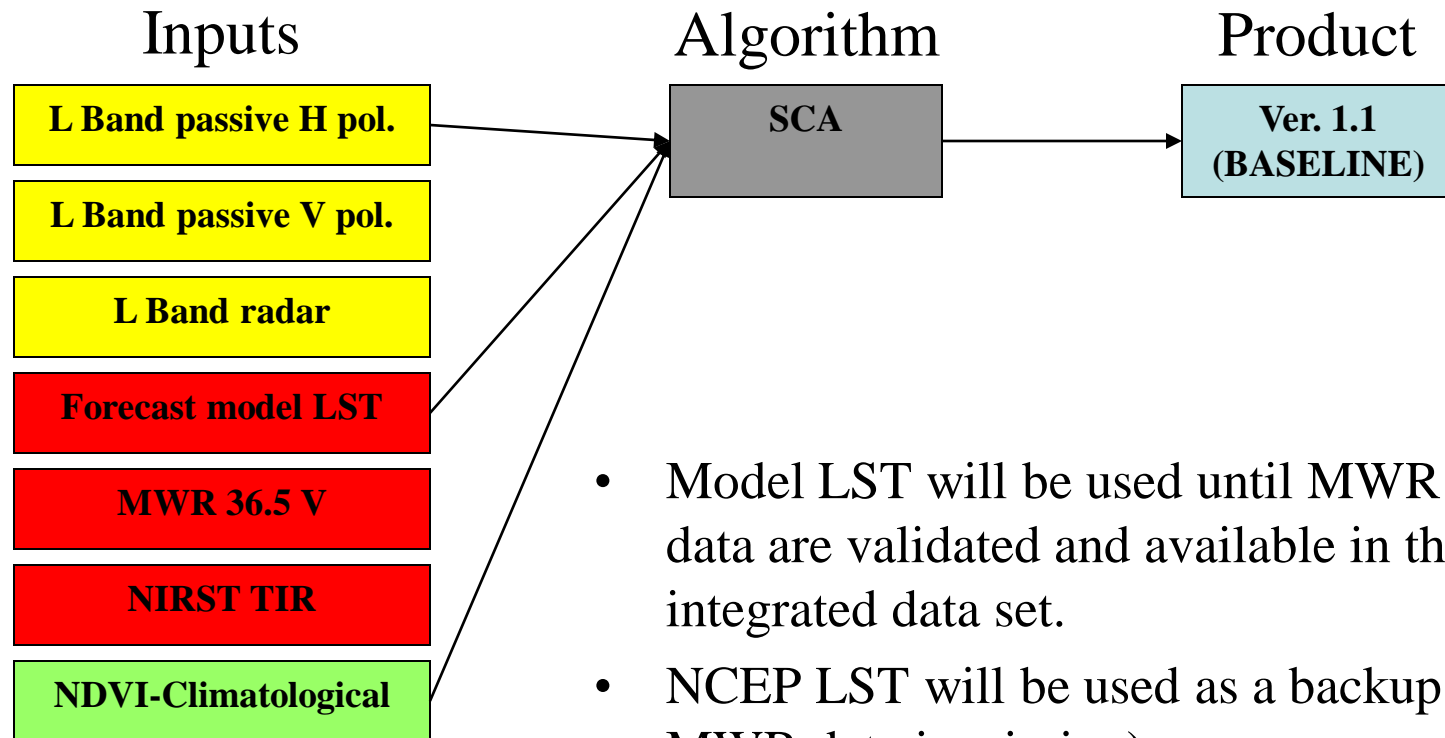 Inputs
Algorithm
Product
L Band passive H pol.
SCA
Ver. 1.1
(BASELINE)
L Band passive V pol.
L Band radar
Forecast model LST
MWR 36.5 V
NIRST TIR
NDVI-Climatological
• Model LST will be used until MWR
data are validated and available in th
integrated data set.
• NCEP LST will be used as a backup